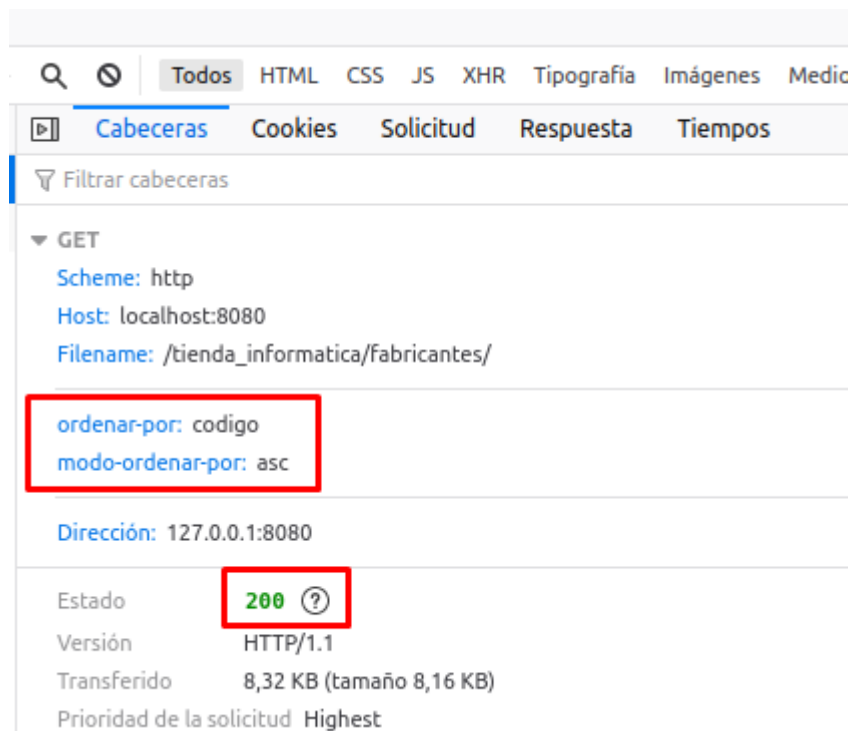 Todos HTML CSS JS XHR Tipografía Imágenes Medio
Cabeceras Cookies Solicitud Respuesta Tiempos
Filtrar cabeceras
GET
Scheme: http
Host: localhost:8080
Filename: /tienda_informatica/fabricantes/
ordenar-por: codigo
modo-ordenar-por: asc
Dirección: 127.0.0.1:8080
Estado 200 ?
Versión HTTP/1.1
Transferido 8,32 KB (tamaño 8,16 KB)
Prioridad de la solicitud Highest